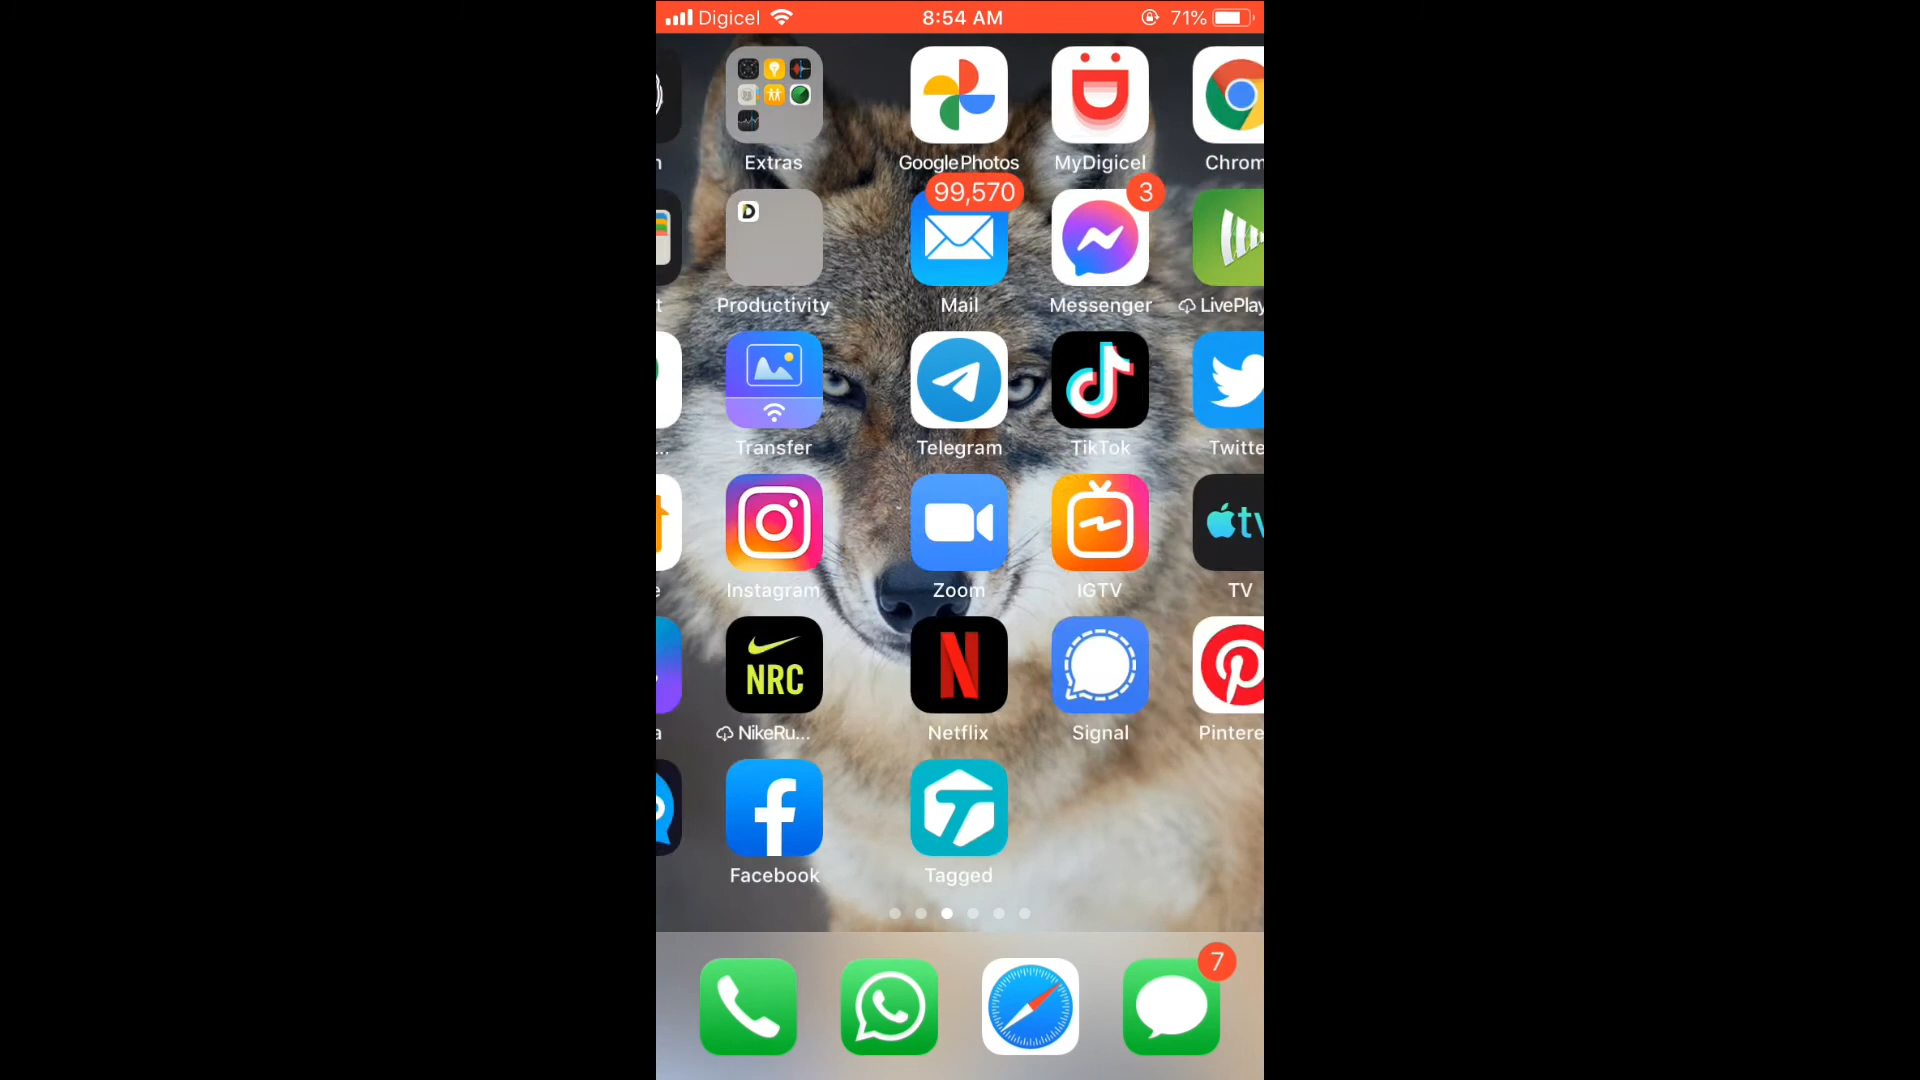 Digicel 8:54 AM 71%
Extras Google Photos MyDigicel Chrom
99,570 3
Productivity Mail Messenger LivePlay
Transfer Telegram TikTok Twitte
tv
Instagram Zoom IGTV TV
NRC N
NikeRu... Netflix Signal Pintere
Facebook Tagged
7